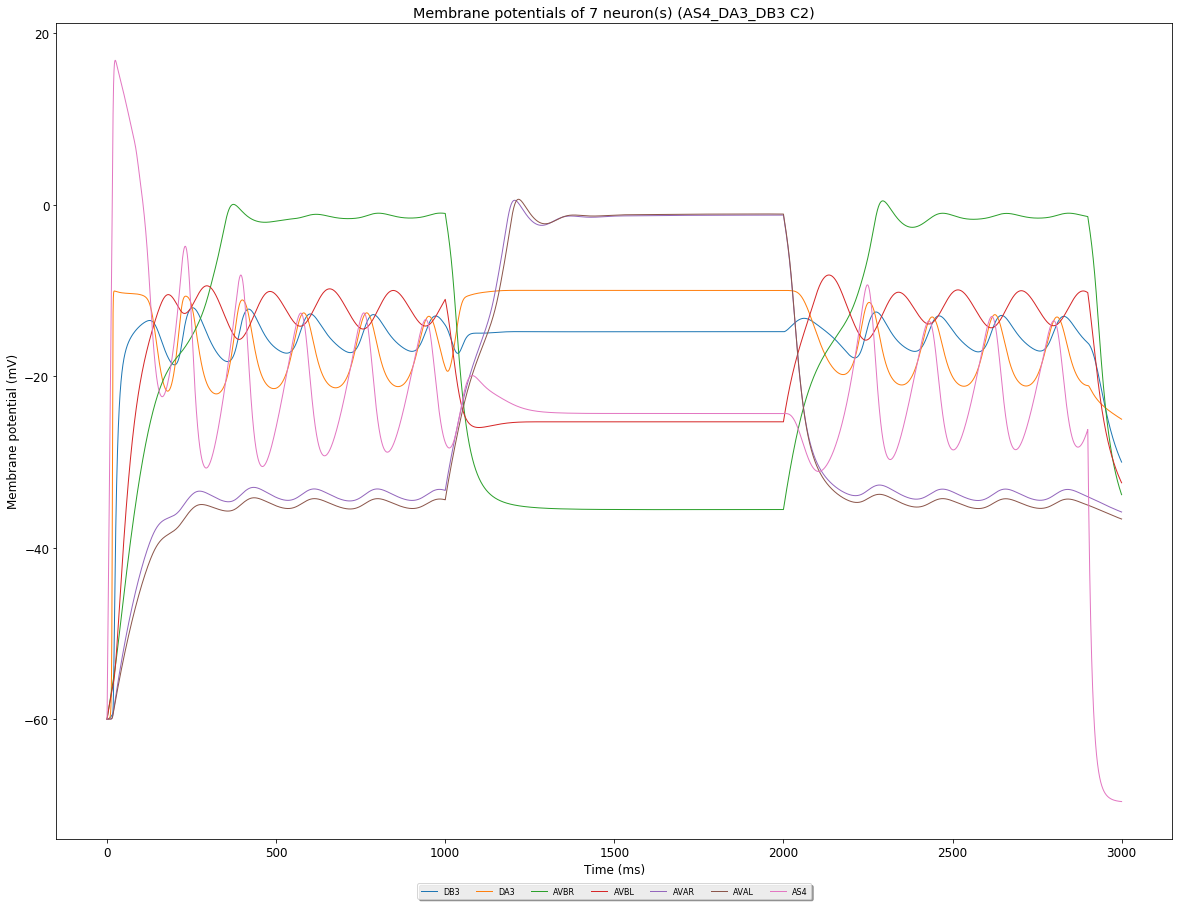 Membrane potentials of 7 neuron(s) (AS4_DA3_DB3 C2)
20
0
−20
−40
−60
Membrane potential (mV)
0 500 1000 1500 2000 2500 3000
Time (ms)
DB3 DA3 AVBR AVBL AVAR AVAL AS4